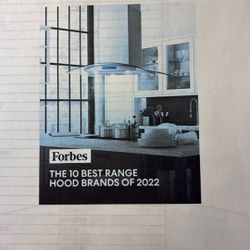 Forbes
THE 10 BEST RANGE
HOOD BRANDS OF 2022